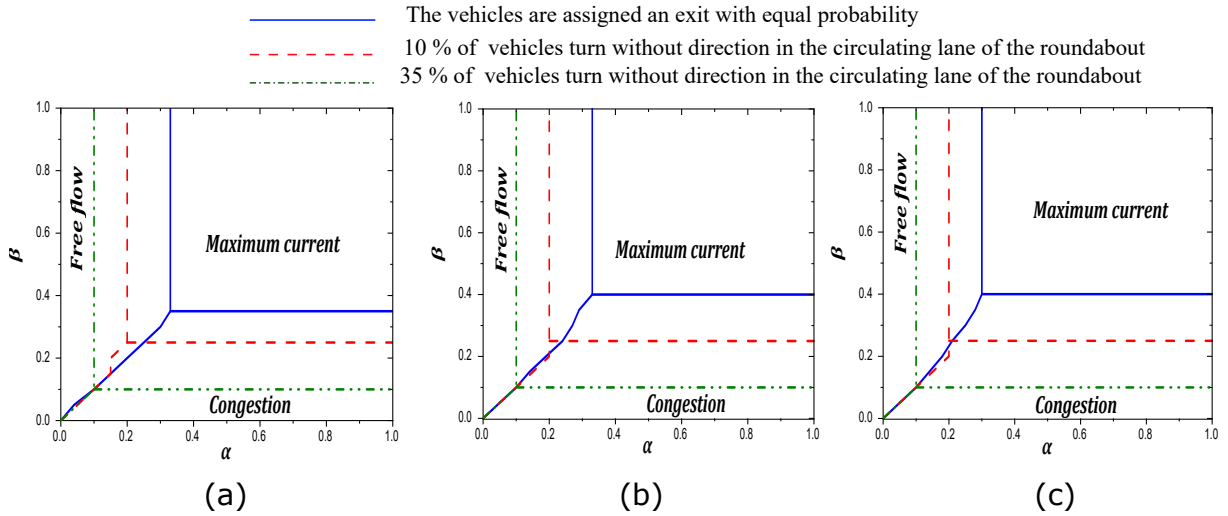 The vehicles are assigned an exit with equal probability
10 % of vehicles turn without direction in the circulating lane of the roundabout
35 % of vehicles turn without direction in the circulating lane of the roundabout
1.0
0.8
0.6
0.4
0.2
0.0
β
Free flow
Maximum current
Congestion
0.0 0.2 0.4 0.6 0.8 1.0
α
(a)
1.0
0.8
0.6
0.4
0.2
0.0
β
Free flow
Maximum current
Congestion
0.0 0.2 0.4 0.6 0.8 1.0
α
(b)
1.0
0.8
0.6
0.4
0.2
0.0
β
Free flow
Maximum current
Congestion
0.0 0.2 0.4 0.6 0.8 1.0
α
(c)